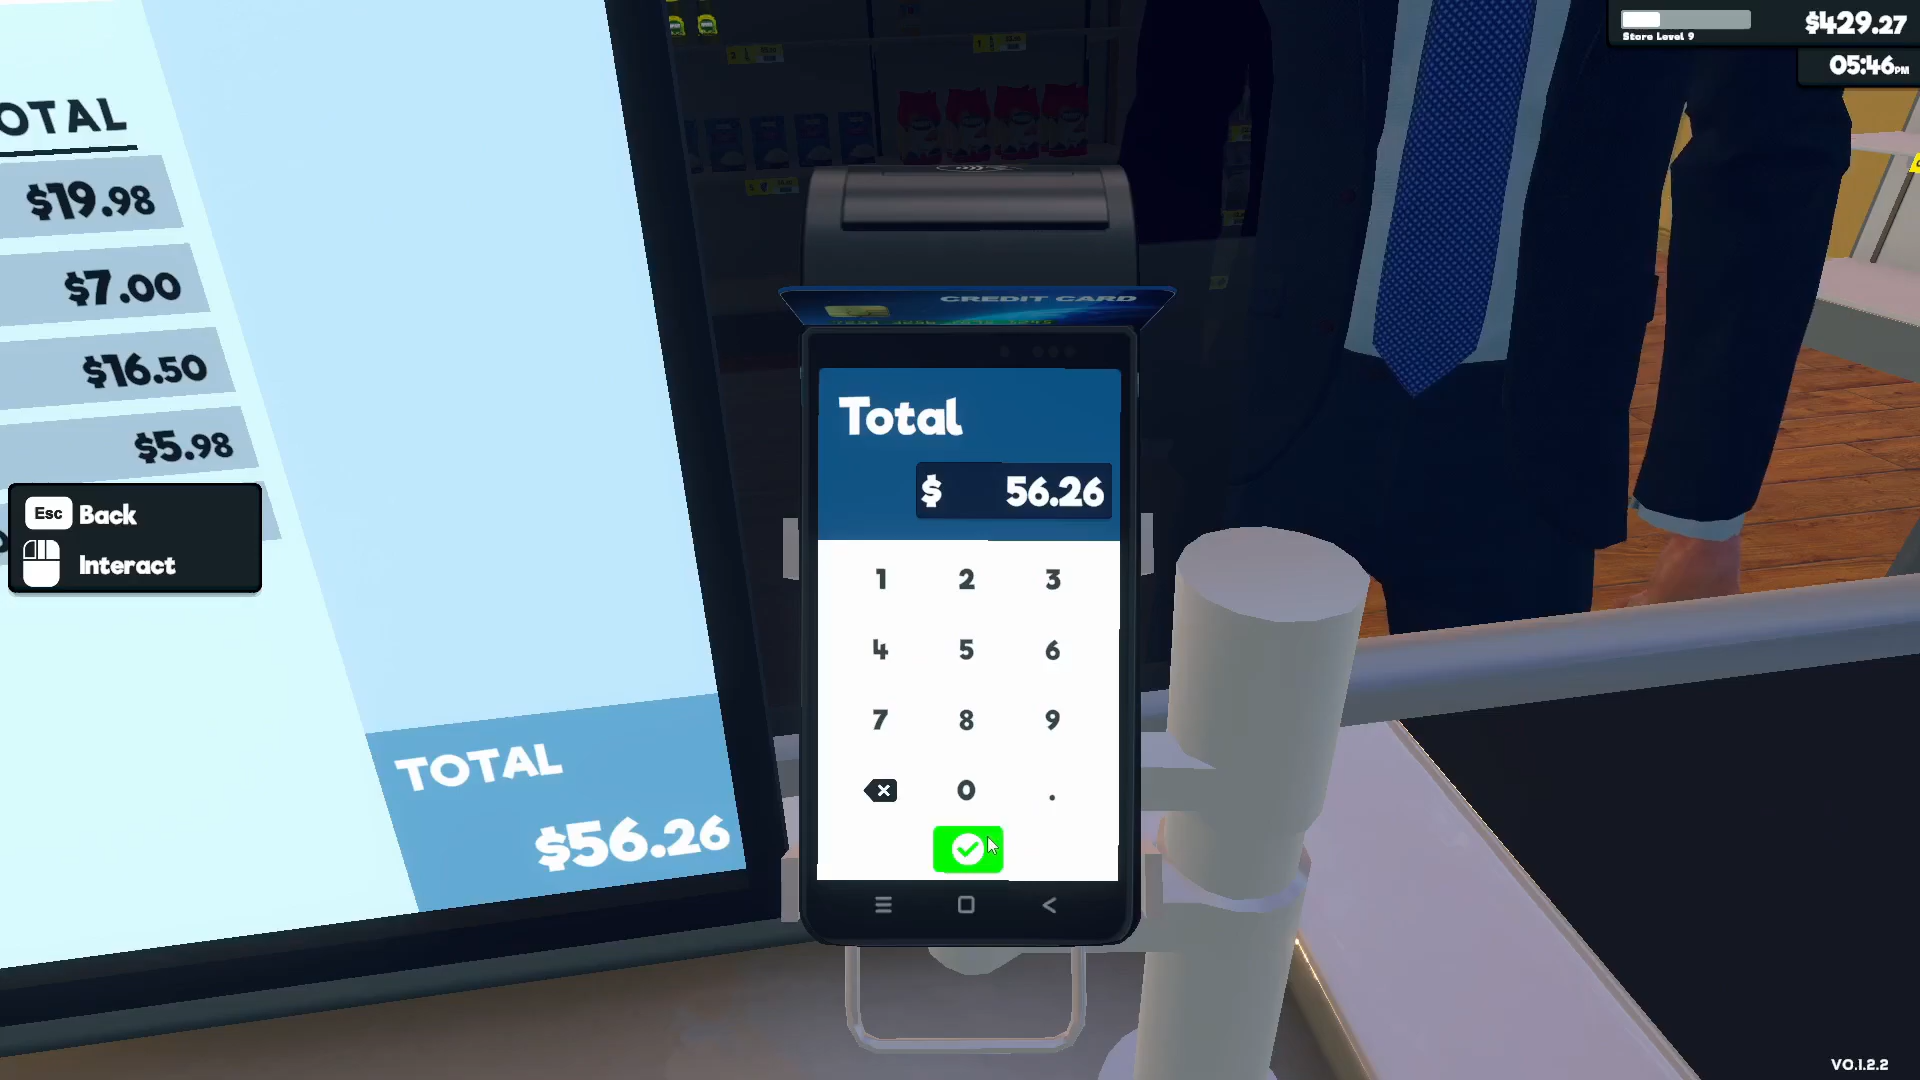 $429.27
Store Level 9
05:46PM
OTAL
$19.98
$7.00
$16.50
$5.98
CREDIT CARD
Total
$ 56.26
Esc Back
Interact
1 2 3
4 5 6
7 8 9
0 .
TOTAL
$56.26
V0.1.2.2